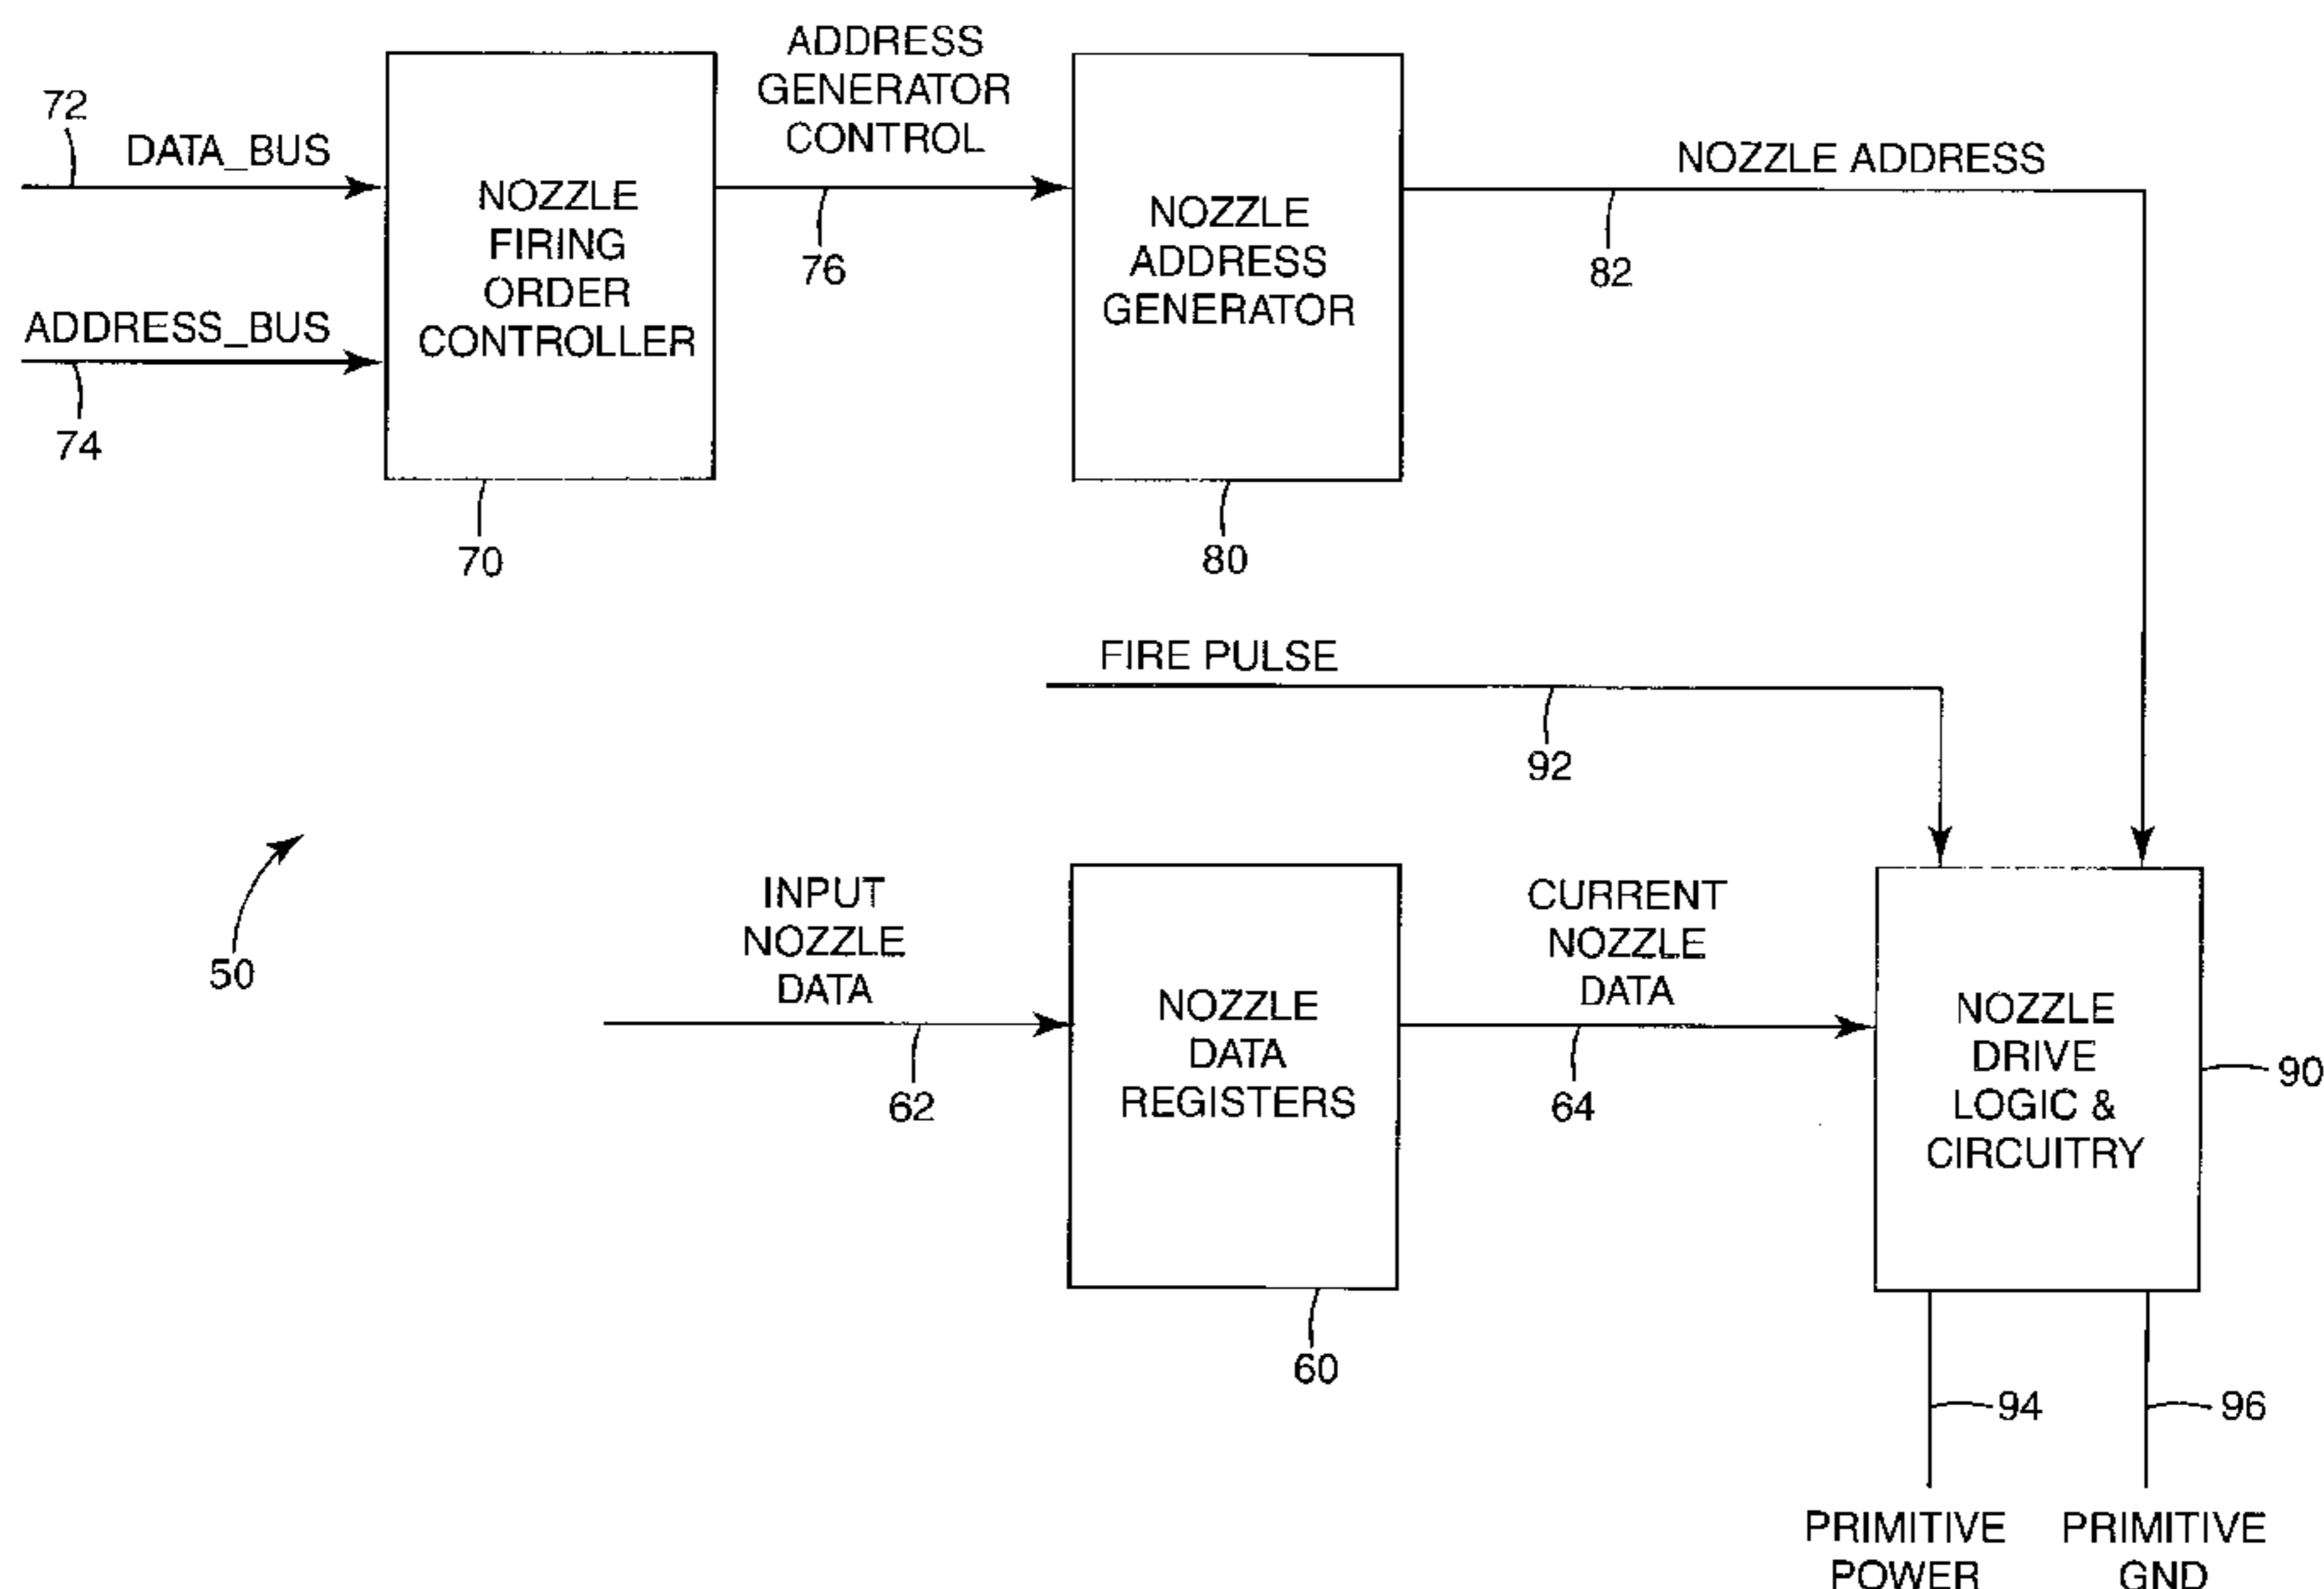 ADDRESS
GENERATOR
CONTROL
72
DATA_BUS
NOZZLE
FIRING
ORDER
CONTROLLER
ADDRESS_BUS
74
70
76
NOZZLE
ADDRESS
GENERATOR
80
NOZZLE ADDRESS
82
FIRE PULSE
92
50
INPUT
NOZZLE
DATA
62
NOZZLE
DATA
REGISTERS
60
CURRENT
NOZZLE
DATA
64
NOZZLE
DRIVE
LOGIC &
CIRCUITRY
90
94
96
PRIMITIVE
POWER
PRIMITIVE
GND